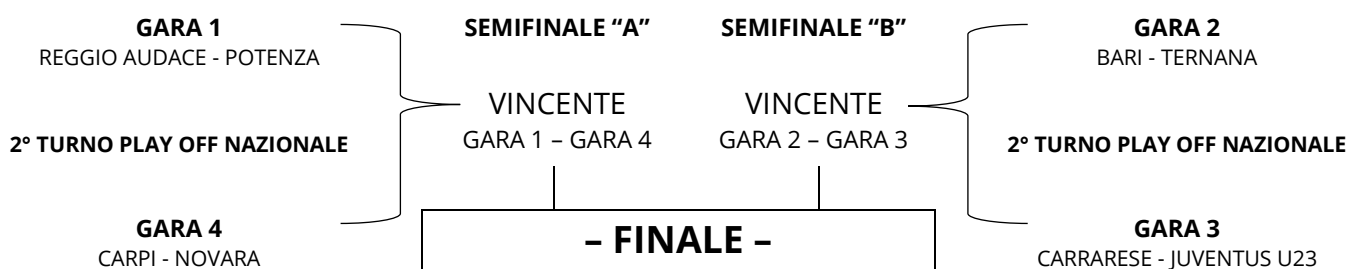 GARA 1
REGGIO AUDACE - POTENZA
2° TURNO PLAY OFF NAZIONALE
GARA 4
CARPI - NOVARA
SEMIFINALE “A”
VINCENTE
GARA 1 – GARA 4
SEMIFINALE “B”
VINCENTE
GARA 2 – GARA 3
– FINALE –
GARA 2
BARI - TERNANA
2° TURNO PLAY OFF NAZIONALE
GARA 3
CARRARESE - JUVENTUS U23